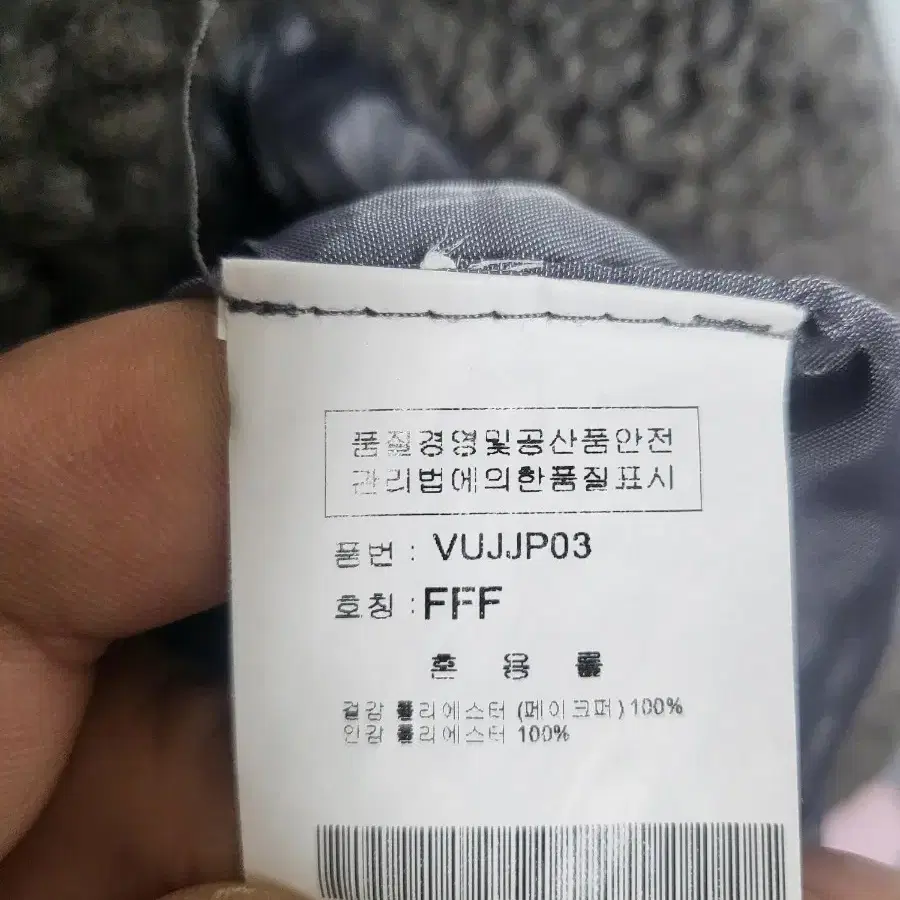 품질경영및공산품안전
관리법에의한품질표시
품번 : VUJJP03
호칭 : FFF
혼 용 률
겉감 폴리에스터 (페이크퍼) 100%
안감 폴리에스터 100%